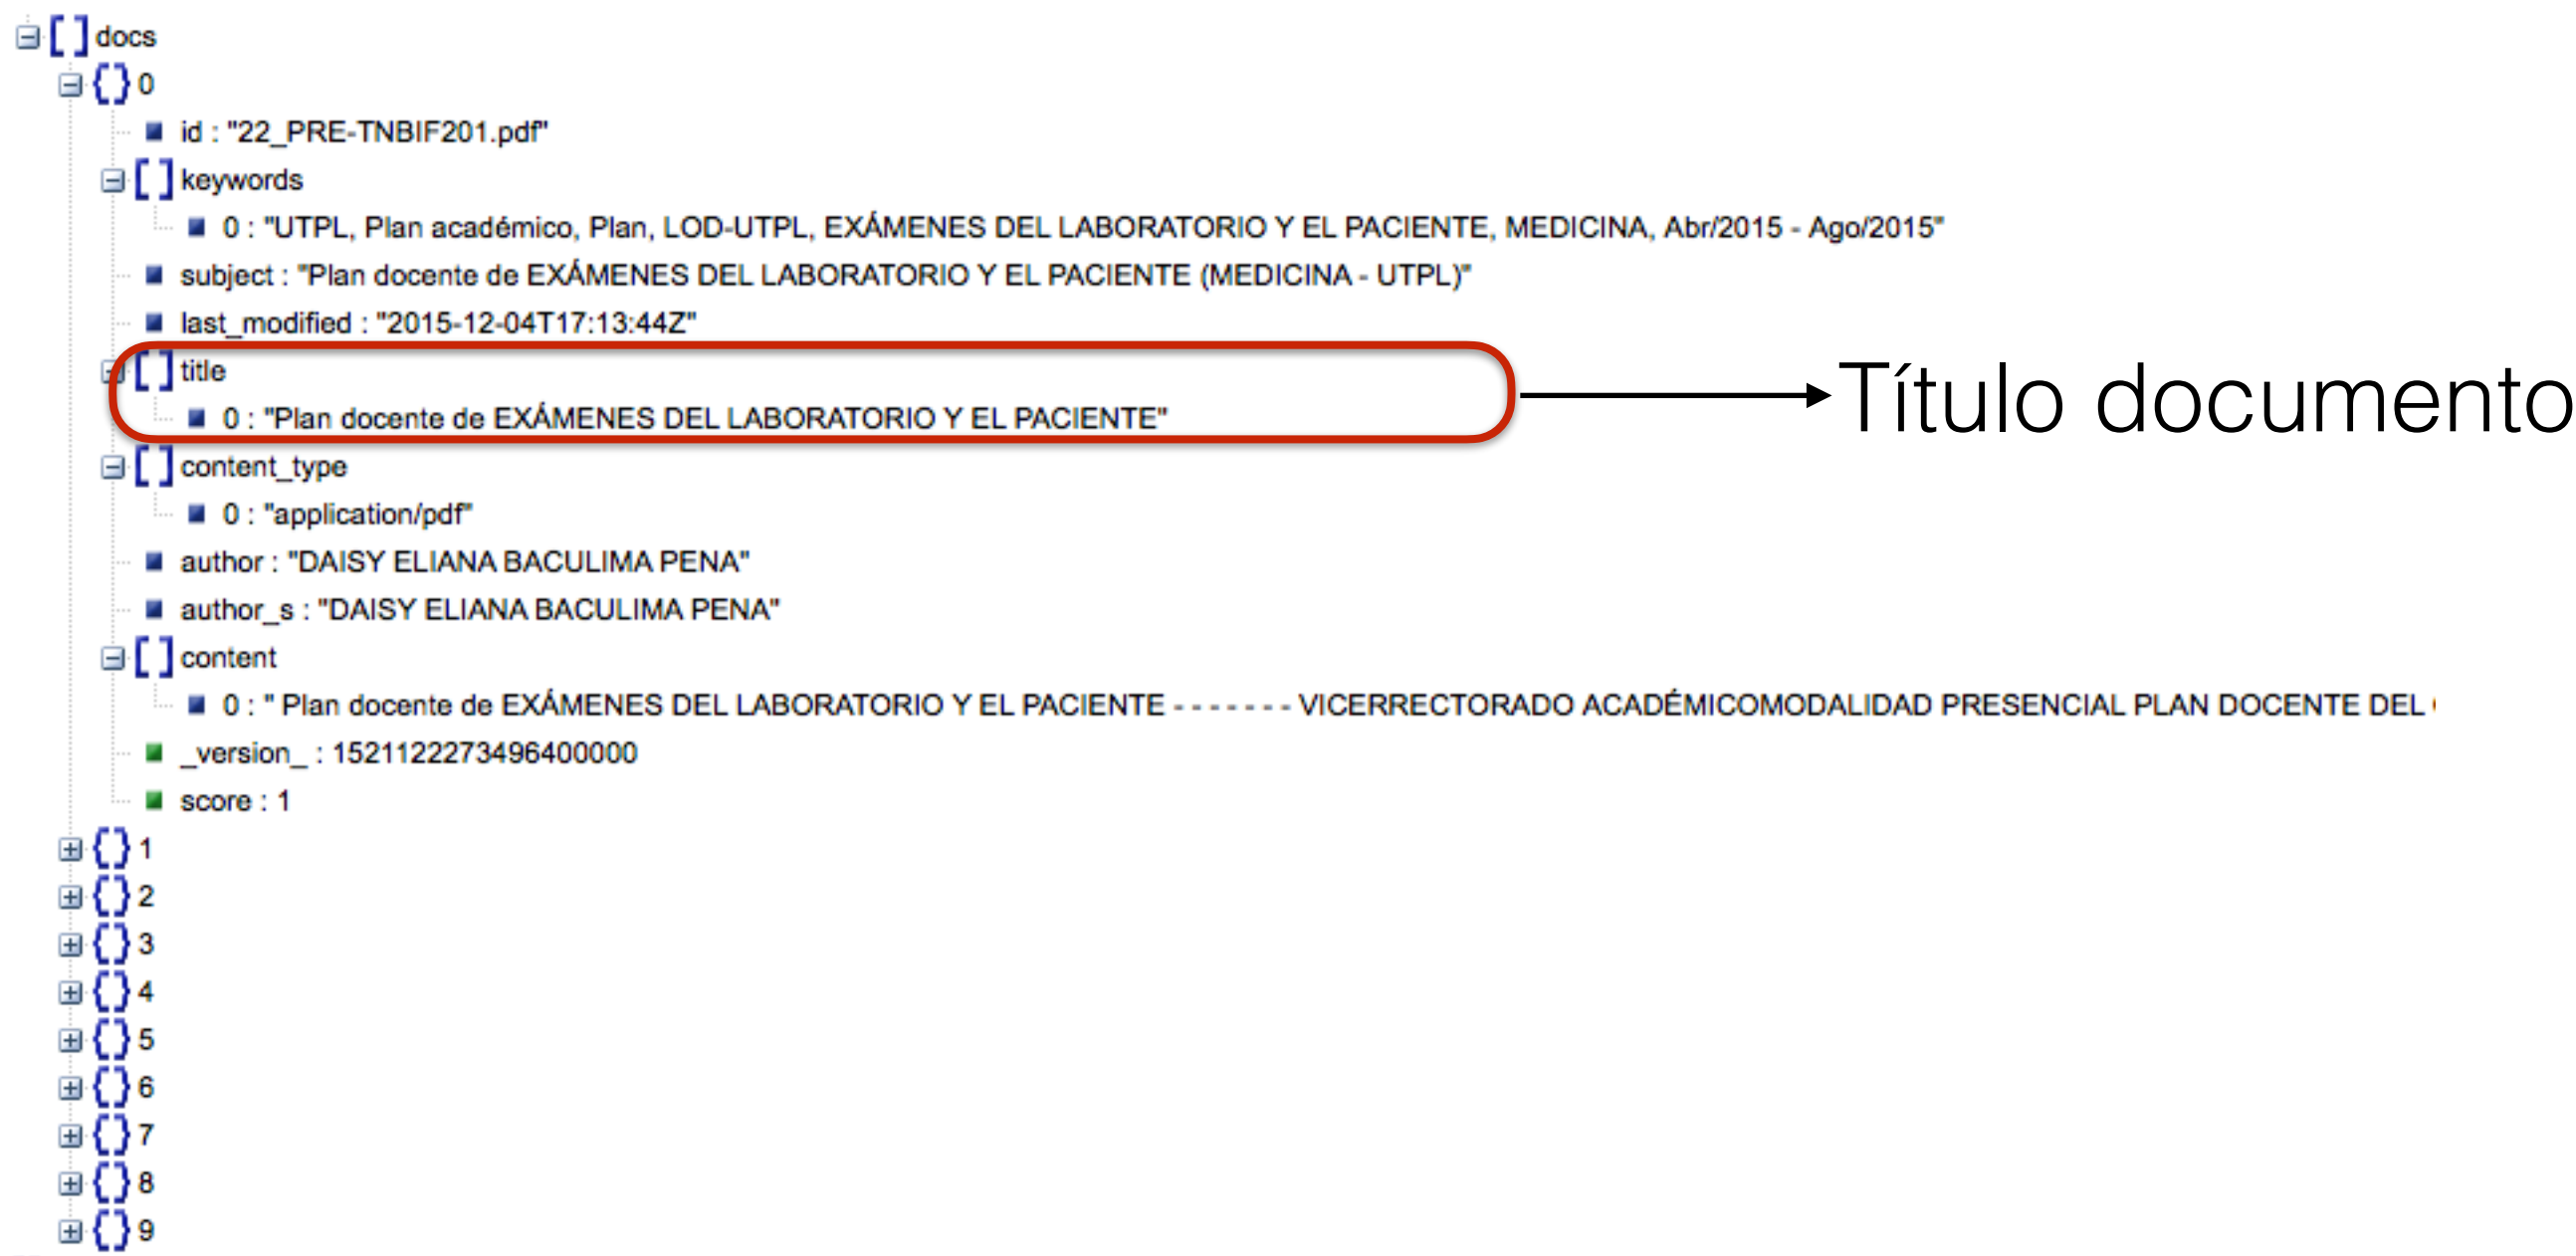 docs
0
id : "22_PRE-TNBIF201.pdf"
keywords
0 : "UTPL, Plan académico, Plan, LOD-UTPL, EXÁMENES DEL LABORATORIO Y EL PACIENTE, MEDICINA, Abr/2015 - Ago/2015"
subject : "Plan docente de EXÁMENES DEL LABORATORIO Y EL PACIENTE (MEDICINA - UTPL)"
last_modified : "2015-12-04T17:13:44Z"
title
0 : "Plan docente de EXÁMENES DEL LABORATORIO Y EL PACIENTE"
Título documento
content_type
0 : "application/pdf"
author : "DAISY ELIANA BACULIMA PENA"
author_s : "DAISY ELIANA BACULIMA PENA"
content
0 : " Plan docente de EXÁMENES DEL LABORATORIO Y EL PACIENTE - - - - - - - VICERRECTORADO ACADÉMICOMODALIDAD PRESENCIAL PLAN DOCENTE DEL
_version_ : 1521122273496400000
score : 1
1
2
3
4
5
6
7
8
9